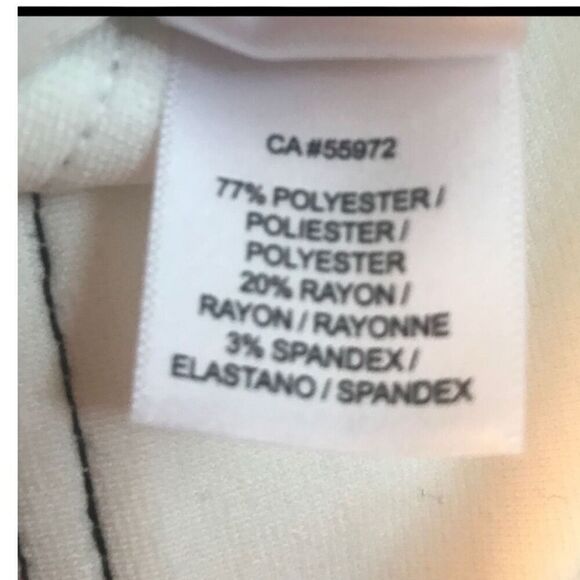 CA#55972
77% POLYESTER/
POLIESTER/
POLYESTER
20% RAYON/
RAYON/RAYONNE
3% SPANDEX/
ELASTANO/SPANDEX